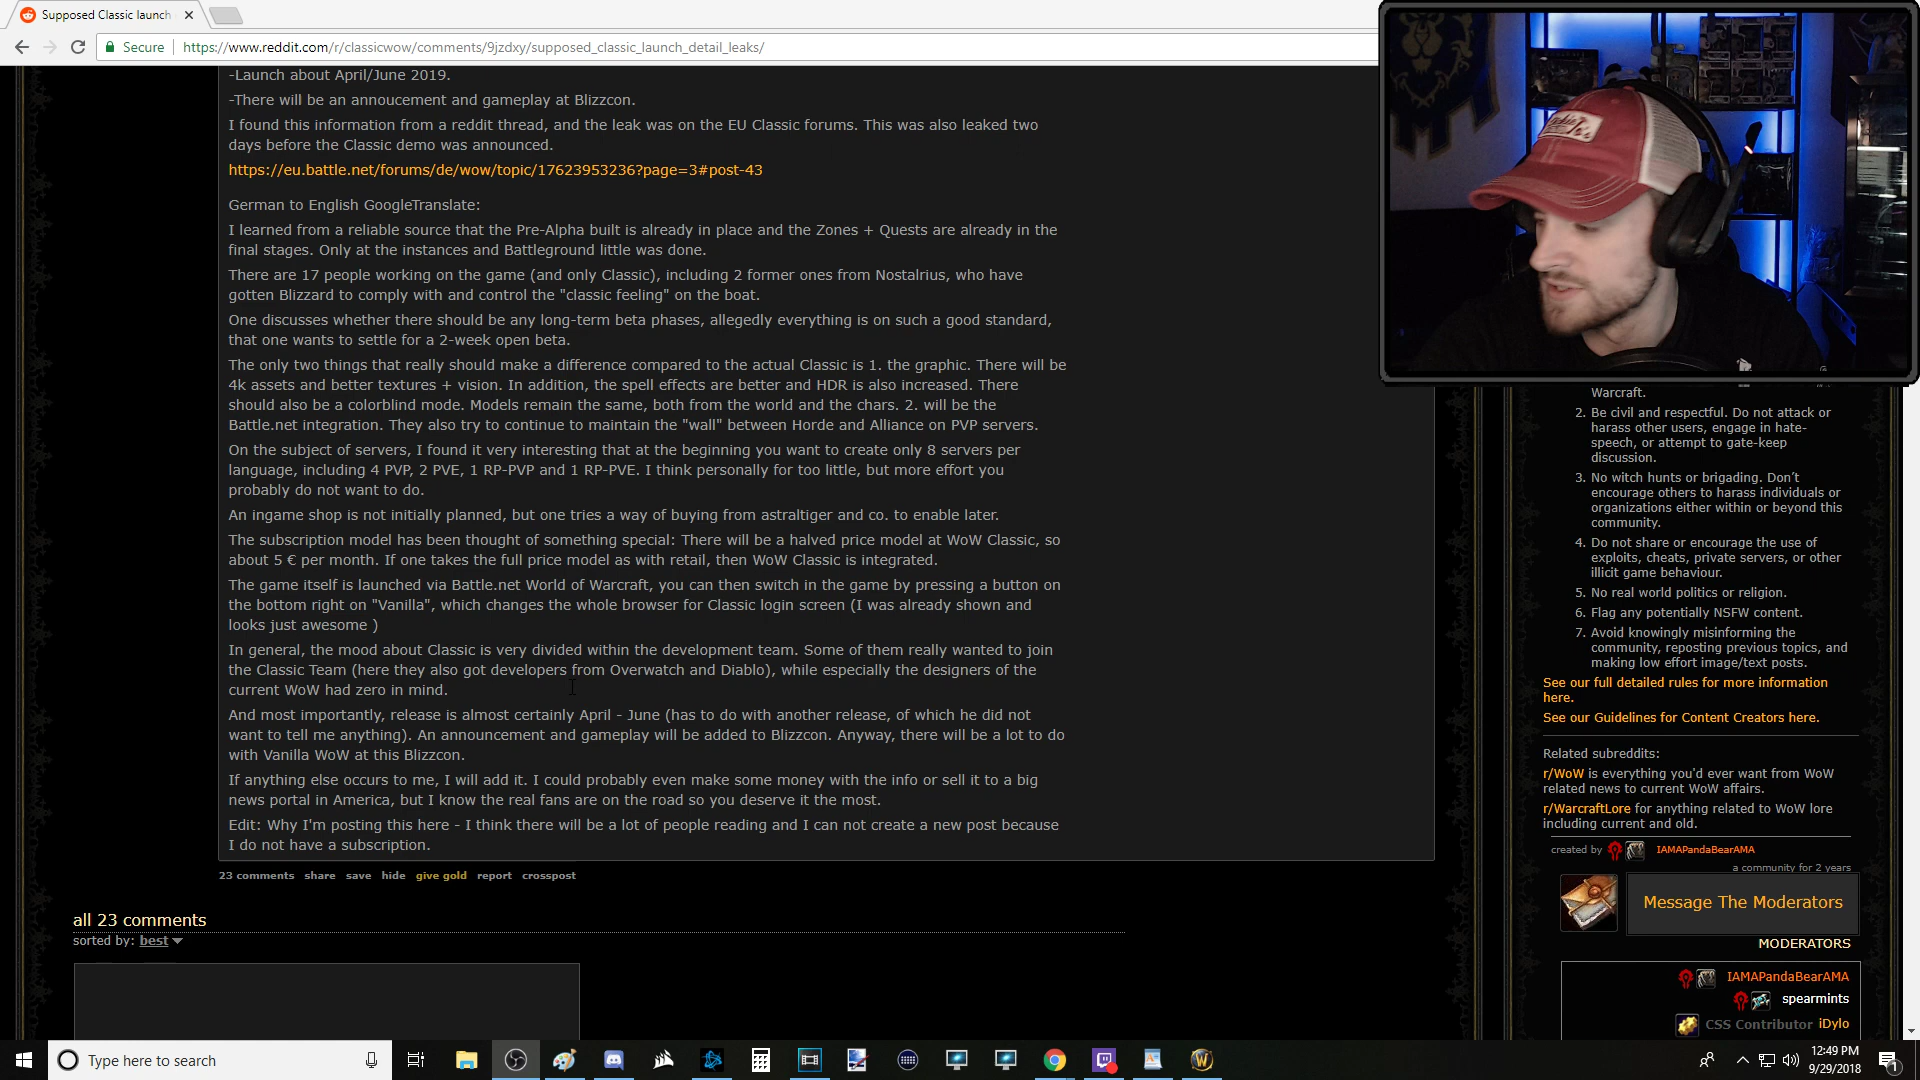 Supposed Classic launch
Secure https://www.reddit.com/r/classicwow/comments/9jzdxy/supposed_classic_launch_detail_leaks/
-Launch about April/June 2019.
-There will be an annoucement and gameplay at Blizzcon.
I found this information from a reddit thread, and the leak was on the EU Classic forums. This was also leaked two
days before the Classic demo was announced.
https://eu.battle.net/forums/de/wow/topic/17623953236?page=3#post-43
German to English GoogleTranslate:
I learned from a reliable source that the Pre-Alpha built is already in place and the Zones + Quests are already in the
final stages. Only at the instances and Battleground little was done.
There are 17 people working on the game (and only Classic), including 2 former ones from Nostalrius, who have
gotten Blizzard to comply with and control the "classic feeling" on the boat.
One discusses whether there should be any long-term beta phases, allegedly everything is on such a good standard,
that one wants to settle for a 2-week open beta.
The only two things that really should make a difference compared to the actual Classic is 1. the graphic. There will be
4k assets and better textures + vision. In addition, the spell effects are better and HDR is also increased. There
should also be a colorblind mode. Models remain the same, both from the world and the chars. 2. will be the
Battle.net integration. They also try to continue to maintain the "wall" between Horde and Alliance on PVP servers.
On the subject of servers, I found it very interesting that at the beginning you want to create only 8 servers per
language, including 4 PVP, 2 PVE, 1 RP-PVP and 1 RP-PVE. I think personally for too little, but more effort you
probably do not want to do.
An ingame shop is not initially planned, but one tries a way of buying from astraltiger and co. to enable later.
The subscription model has been thought of something special: There will be a halved price model at WoW Classic, so
about 5 € per month. If one takes the full price model as with retail, then WoW Classic is integrated.
The game itself is launched via Battle.net World of Warcraft, you can then switch in the game by pressing a button on
the bottom right on "Vanilla", which changes the whole browser for Classic login screen (I was already shown and
looks just awesome )
In general, the mood about Classic is very divided within the development team. Some of them really wanted to join
the Classic Team (here they also got developers from Overwatch and Diablo), while especially the designers of the
current WoW had zero in mind.
And most importantly, release is almost certainly April - June (has to do with another release, of which he did not
want to tell me anything). An announcement and gameplay will be added to Blizzcon. Anyway, there will be a lot to do
with Vanilla WoW at this Blizzcon.
If anything else occurs to me, I will add it. I could probably even make some money with the info or sell it to a big
news portal in America, but I know the real fans are on the road so you deserve it the most.
Edit: Why I'm posting this here - I think there will be a lot of people reading and I can not create a new post because
I do not have a subscription.
23 comments share save hide give gold report crosspost
all 23 comments
sorted by: best
Warcraft.
2. Be civil and respectful. Do not attack or
harass other users, engage in hate-
speech, or attempt to gate-keep
discussion.
3. No witch hunts or brigading. Don't
encourage others to harass individuals or
organizations either within or beyond this
community.
4. Do not share or encourage the use of
exploits, cheats, private servers, or other
illicit game behaviour.
5. No real world politics or religion.
6. Flag any potentially NSFW content.
7. Avoid knowingly misinforming the
community, reposting previous topics, and
making low effort image/text posts.
See our full detailed rules for more information
here.
See our Guidelines for Content Creators here.
Related subreddits:
r/WoW is everything you'd ever want from WoW
related news to current WoW affairs.
r/WarcraftLore for anything related to WoW lore
including current and old.
created by IAMAPandaBearAMA
a community for 2 years
Message The Moderators
MODERATORS
IAMAPandaBearAMA
spearmints
CSS Contributor iDylo
Type here to search
12:49 PM
9/29/2018
1